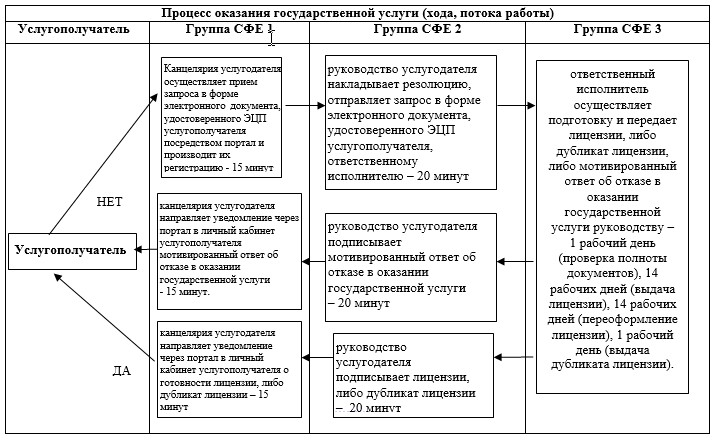 Процесс оказания государственной услуги (хода, потока работы)
Услугополучатель
Группа СФЕ 1
Группа СФЕ 2
Группа СФЕ 3
Канцелярия услугодателя
осуществляет прием
запроса в форме
электронного документа,
удостоверенного ЭЦП
услугополучателя
посредством портал и
производит их
регистрацию - 15 минут
руководство услугодателя
накладывает резолюцию,
отправляет запрос в форме
электронного документа,
удостоверенного ЭЦП
услугополучателя,
ответственному
исполнителю – 20 минут
ответственный
исполнитель
осуществляет
подготовку и передает
лицензии, либо
дубликат лицензии,
либо мотивированный
ответ об отказе в
оказании
государственной
услуги руководству –
1 рабочий день
(проверка полноты
документов), 14
рабочих дней (выдача
лицензии), 14 рабочих
дней (переоформление
лицензии), 1 рабочий
день (выдача
дубликата лицензии).
НЕТ
Услугополучатель
канцелярия услугодателя
направляет уведомление через
портал в личный кабинет
услугополучателя
мотивированный ответ об
отказе в оказании
государственной услуги
- 15 минут.
руководство услугодателя
подписывает
мотивированный ответ об
отказе в оказании
государственной услуги
– 20 минут
ДА
канцелярия услугодателя
направляет уведомление
через портал в личный
кабинет услугополучателя о
готовности лицензии, либо
дубликат лицензии – 15
минут
руководство
услугодателя
подписывает лицензии,
либо дубликат лицензии
– 20 минут